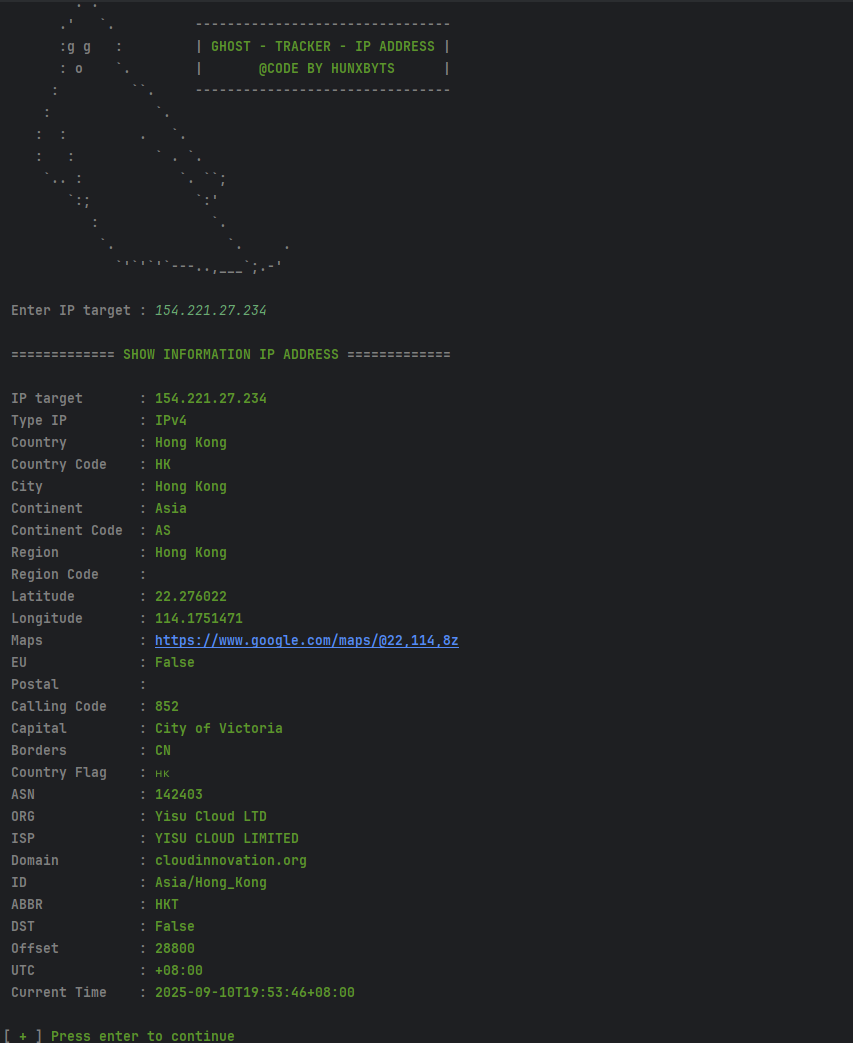 --------------------------------
| GHOST - TRACKER - IP ADDRESS |
|       @CODE BY HUNXBYTS      |
--------------------------------
:g g   :
: o    `.
Enter IP target : 154.221.27.234
============= SHOW INFORMATION IP ADDRESS =============
IP target       : 154.221.27.234
Type IP         : IPv4
Country         : Hong Kong
Country Code    : HK
City            : Hong Kong
Continent       : Asia
Continent Code  : AS
Region          : Hong Kong
Region Code     :
Latitude        : 22.276022
Longitude       : 114.1751471
Maps            : https://www.google.com/maps/@22,114,8z
EU              : False
Postal          :
Calling Code    : 852
Capital         : City of Victoria
Borders         : CN
Country Flag    : HK
ASN             : 142403
ORG             : Yisu Cloud LTD
ISP             : YISU CLOUD LIMITED
Domain          : cloudinnovation.org
ID              : Asia/Hong_Kong
ABBR            : HKT
DST             : False
Offset          : 28800
UTC             : +08:00
Current Time    : 2025-09-10T19:53:46+08:00
[ + ] Press enter to continue